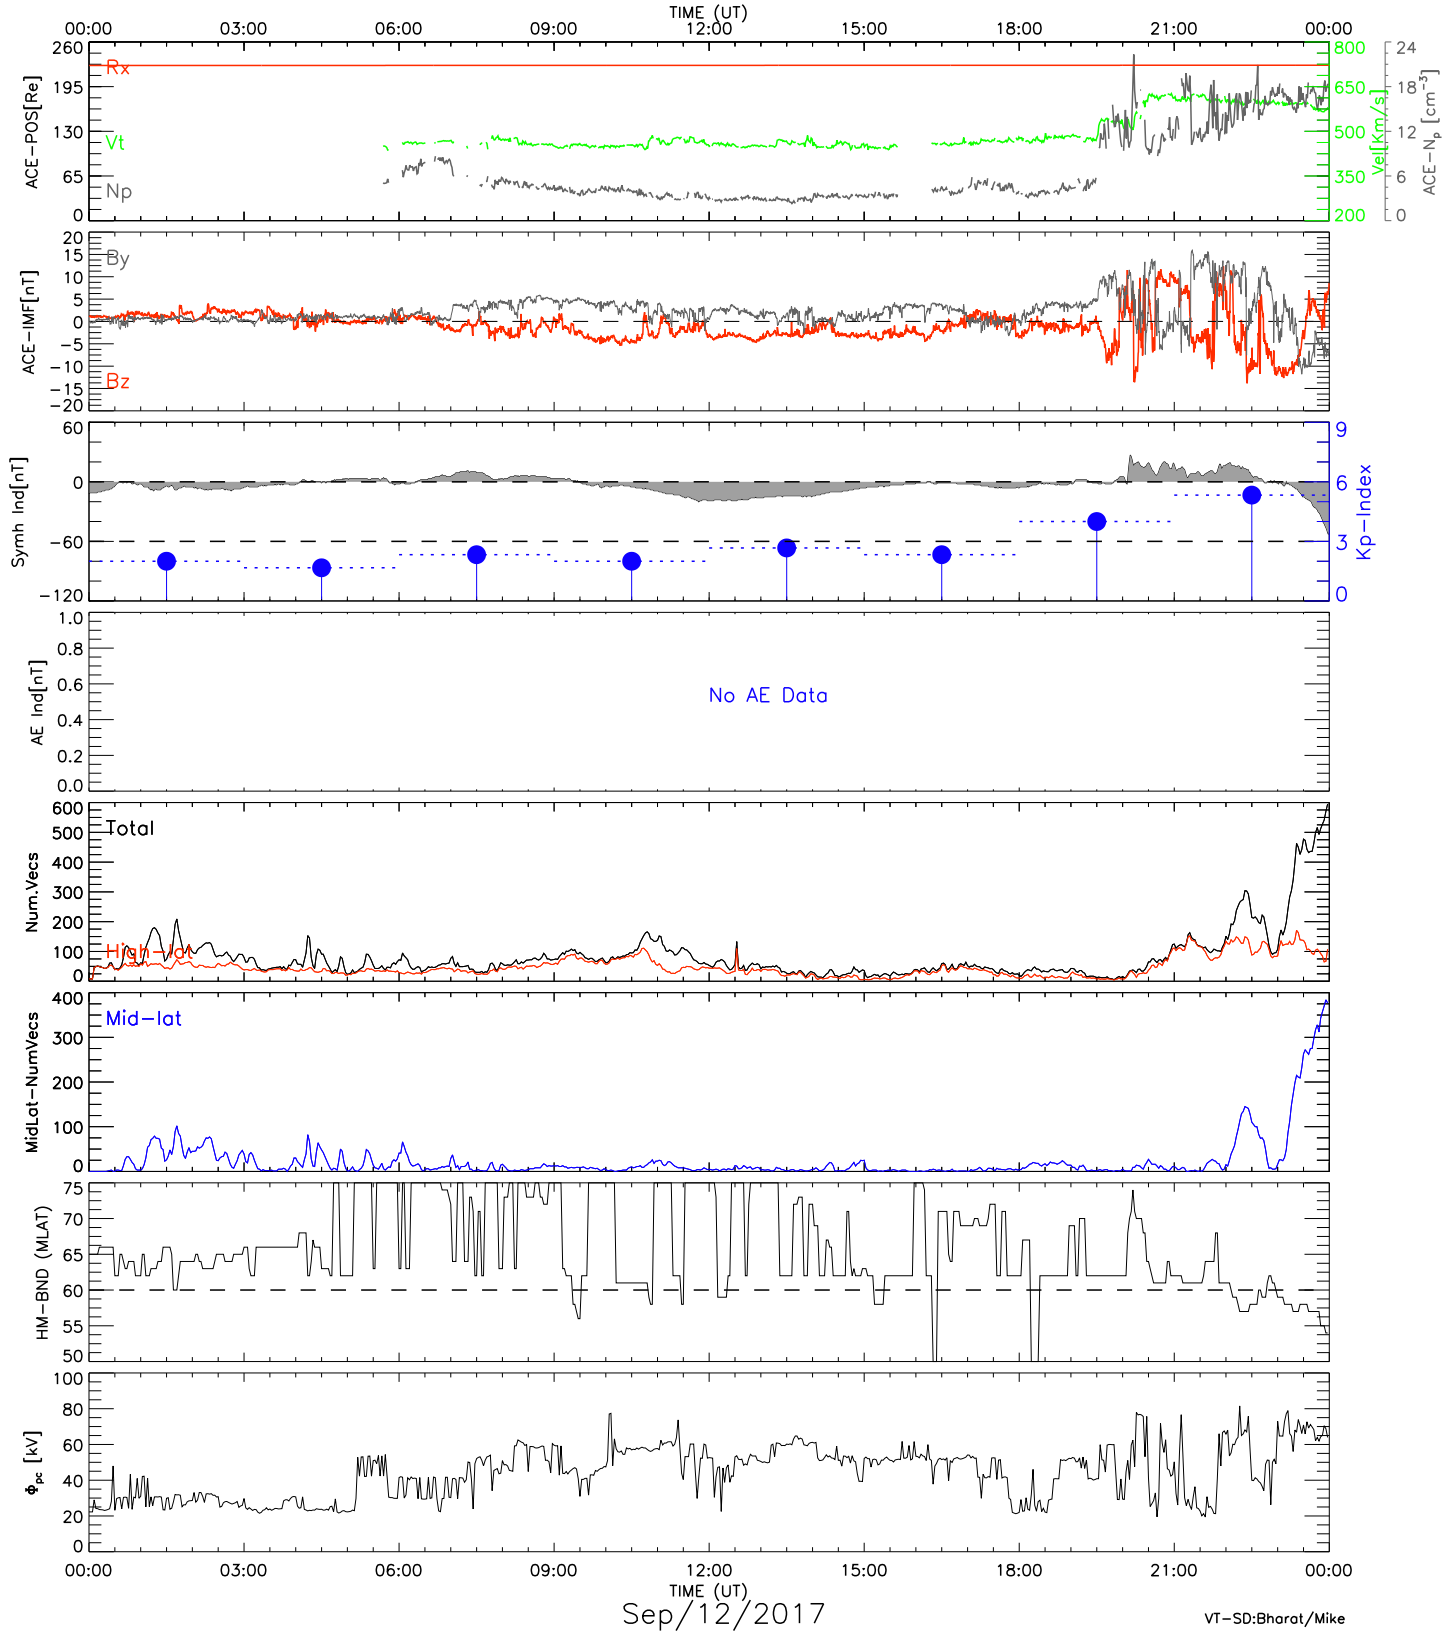 TIME (UT)
00:00 03:00 06:00 09:00 12:00 15:00 18:00 21:00 00:00
ACE-POS[Re]
260
195
130
65
0
Rx
Vt
Np
800
650
500
350
200
Vel[Km/s]
24
18
12
6
0
ACE-Np [cm-3]
ACE-IMF[nT]
20
15
10
5
0
-5
-10
-15
-20
By
Bz
Symh Ind[nT]
60
0
-60
-120
9
6
3
0
Kp-Index
AE Ind[nT]
1.0
0.8
0.6
0.4
0.2
0.0
No AE Data
Num.Vecs
600
500
400
300
200
100
0
Total
High-lat
MidLat-NumVecs
400
300
200
100
0
Mid-lat
HM-BND (MLAT)
75
70
65
60
55
50
Φpc [kV]
100
80
60
40
20
0
00:00 03:00 06:00 09:00 12:00 15:00 18:00 21:00 00:00
TIME (UT)
Sep/12/2017
VT-SD:Bharat/Mike